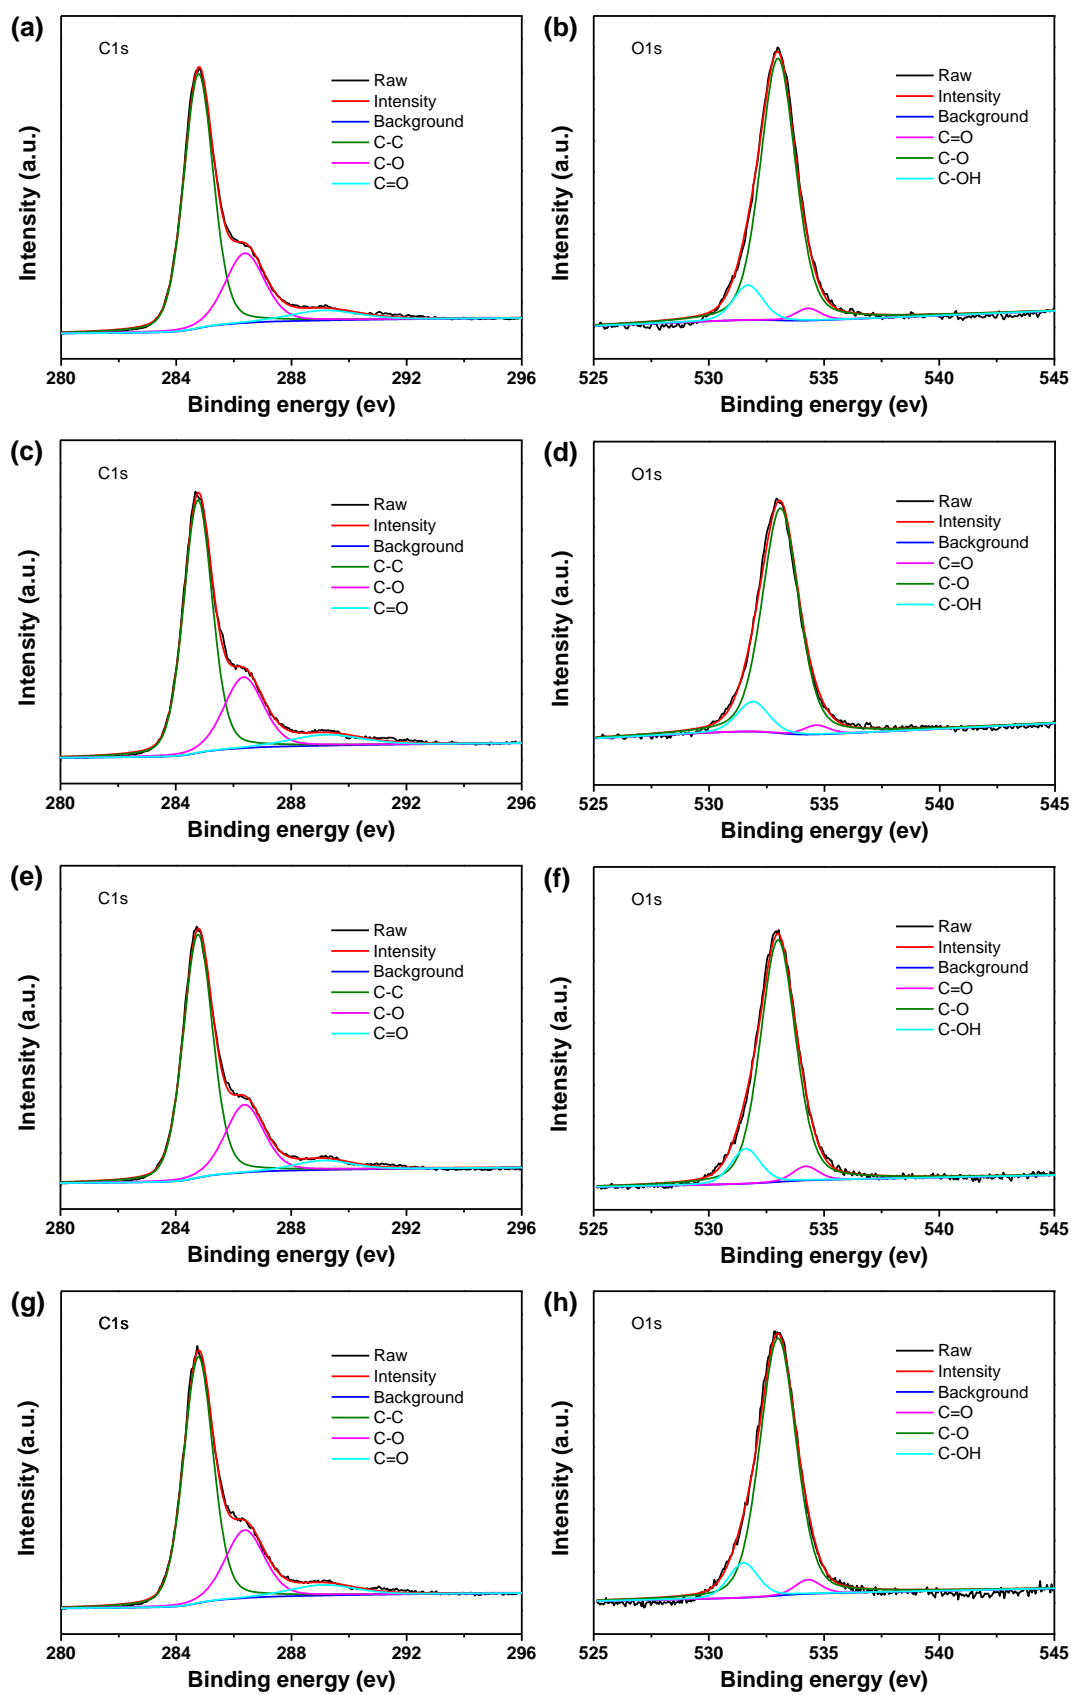 (a)
C1s
Raw
Intensity
Background
C-C
C-O
C=O
Intensity (a.u.)
280 284 288 292 296
Binding energy (ev)
(b)
O1s
Raw
Intensity
Background
C=O
C-O
C-OH
Intensity (a.u.)
525 530 535 540 545
Binding energy (ev)
(c)
C1s
Raw
Intensity
Background
C-C
C-O
C=O
Intensity (a.u.)
280 284 288 292 296
Binding energy (ev)
(d)
O1s
Raw
Intensity
Background
C=O
C-O
C-OH
Intensity (a.u.)
525 530 535 540 545
Binding energy (ev)
(e)
C1s
Raw
Intensity
Background
C-C
C-O
C=O
Intensity (a.u.)
280 284 288 292 296
Binding energy (ev)
(f)
O1s
Raw
Intensity
Background
C=O
C-O
C-OH
Intensity (a.u.)
525 530 535 540 545
Binding energy (ev)
(g)
C1s
Raw
Intensity
Background
C-C
C-O
C=O
Intensity (a.u.)
280 284 288 292 296
Binding energy (ev)
(h)
O1s
Raw
Intensity
Background
C=O
C-O
C-OH
Intensity (a.u.)
525 530 535 540 545
Binding energy (ev)